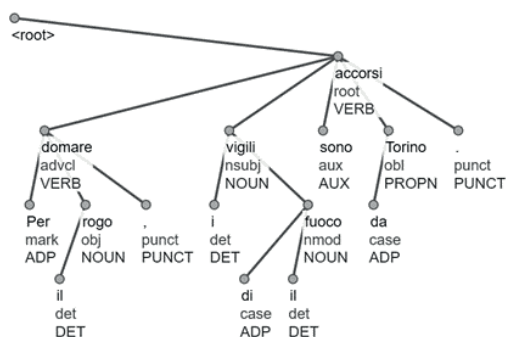 <root>
accorsi
root
VERB
domare
advcl
VERB
vigili
nsubj
NOUN
sono
aux
AUX
Torino
obl
PROPN
.
punct
PUNCT
Per
mark
ADP
rogo
obj
NOUN
,
punct
PUNCT
i
det
DET
fuoco
nmod
NOUN
da
case
ADP
il
det
DET
di
case
ADP
il
det
DET